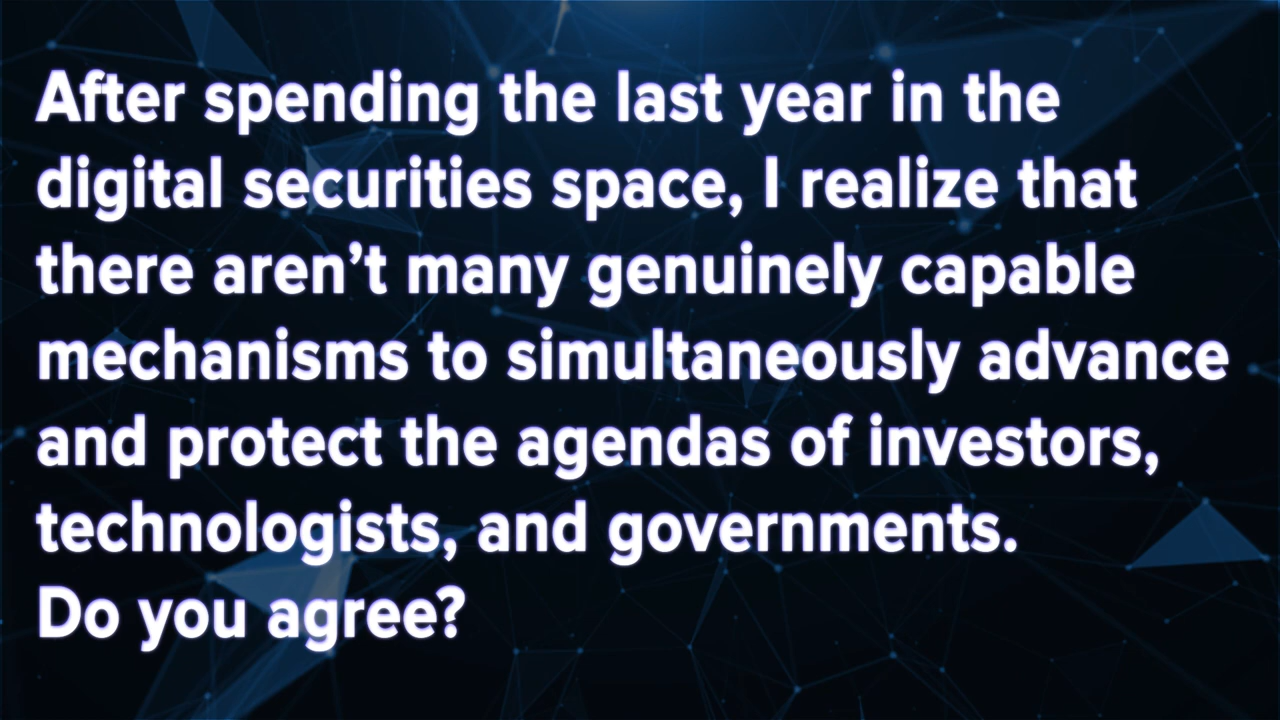 After spending the last year in the
digital securities space, I realize that
there aren’t many genuinely capable
mechanisms to simultaneously advance
and protect the agendas of investors,
technologists, and governments.
Do you agree?